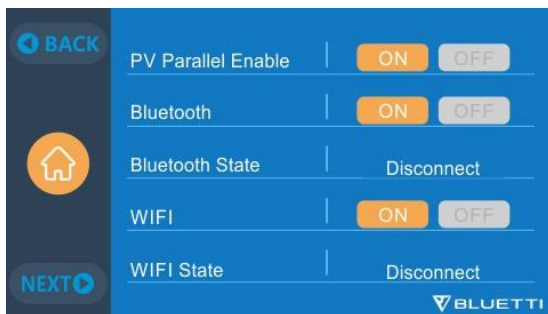 BACK
PV Parallel Enable ON OFF
Bluetooth ON OFF
Bluetooth State Disconnect
WIFI ON OFF
WIFI State Disconnect
NEXT
BLUETTI